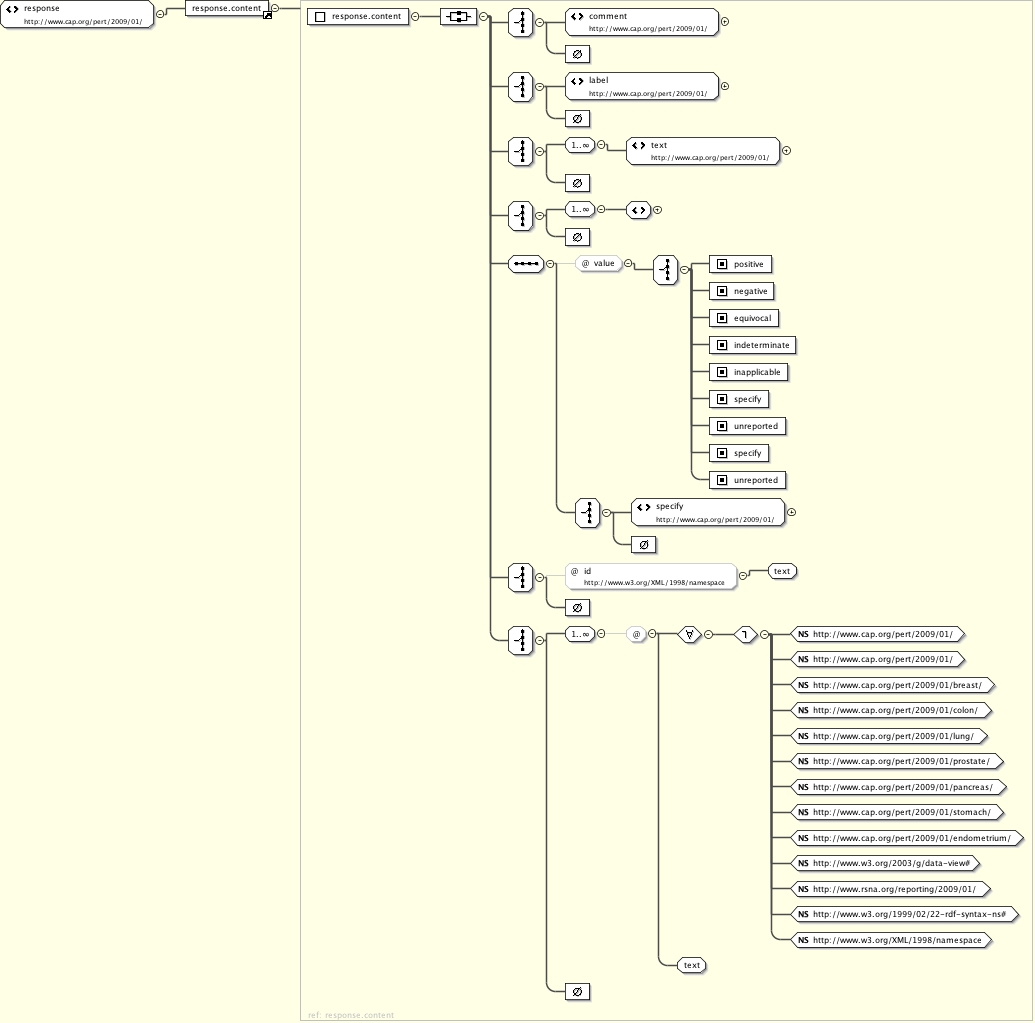 response
http://www.cap.org/pert/2009/01/
response.content
response.content
comment
http://www.cap.org/pert/2009/01/
Ø
label
http://www.cap.org/pert/2009/01/
Ø
1..∞
text
http://www.cap.org/pert/2009/01/
Ø
1..∞
Ø
@ value
positive
negative
equivocal
indeterminate
inapplicable
specify
unreported
specify
unreported
specify
http://www.cap.org/pert/2009/01/
Ø
@ id
http://www.w3.org/XML/1998/namespace
text
Ø
1..∞
@
∀
NS http://www.cap.org/pert/2009/01/
NS http://www.cap.org/pert/2009/01/
NS http://www.cap.org/pert/2009/01/breast/
NS http://www.cap.org/pert/2009/01/colon/
NS http://www.cap.org/pert/2009/01/lung/
NS http://www.cap.org/pert/2009/01/prostate/
NS http://www.cap.org/pert/2009/01/pancreas/
NS http://www.cap.org/pert/2009/01/stomach/
NS http://www.cap.org/pert/2009/01/endometrium/
NS http://www.w3.org/2003/g/data-view#
NS http://www.rsna.org/reporting/2009/01/
NS http://www.w3.org/1999/02/22-rdf-syntax-ns#
NS http://www.w3.org/XML/1998/namespace
text
Ø
ref: response.content